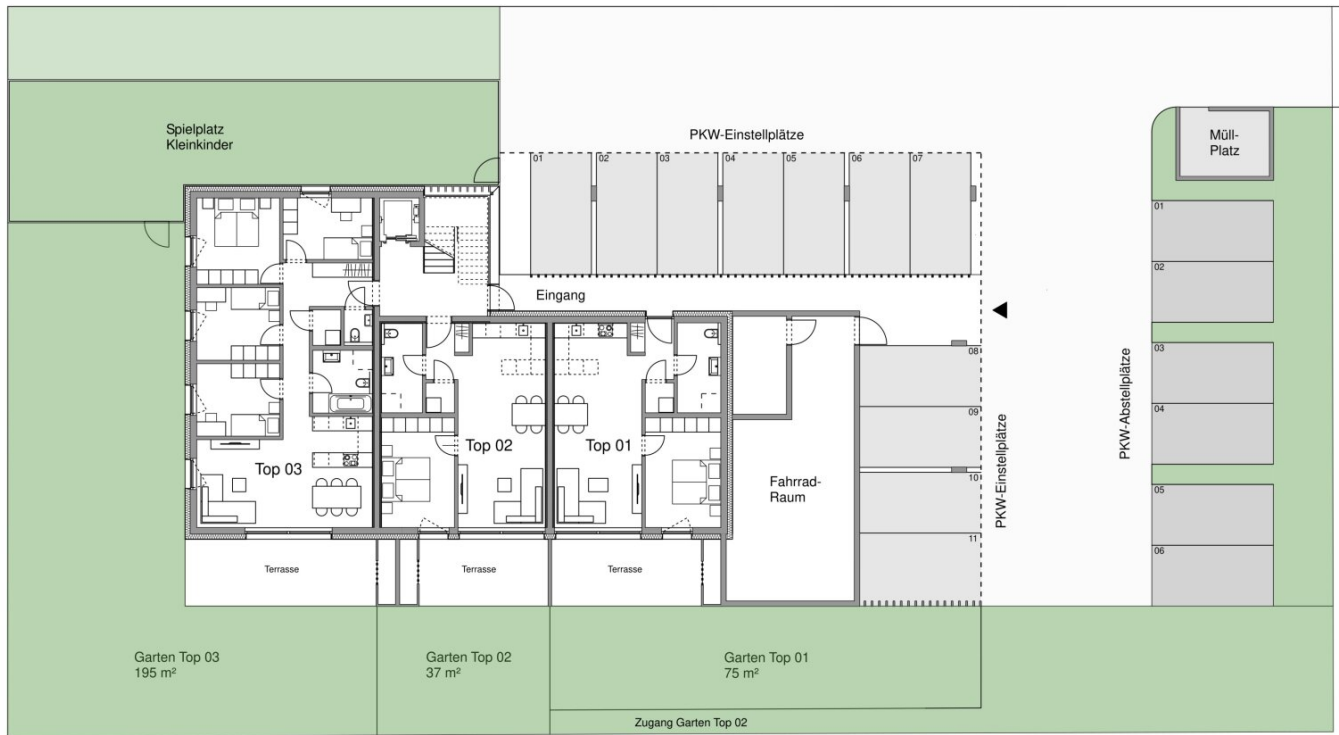 Spielplatz
Kleinkinder
PKW-Einstellplätze
01
02
03
04
05
06
07
Müll-
Platz
01
02
03
04
05
06
PKW-Abstellplätze
Eingang
08
09
10
11
PKW-Einstellplätze
Top 03
Top 02
Top 01
Fahrrad-
Raum
Terrasse
Terrasse
Terrasse
Garten Top 03
195 m²
Garten Top 02
37 m²
Garten Top 01
75 m²
Zugang Garten Top 02